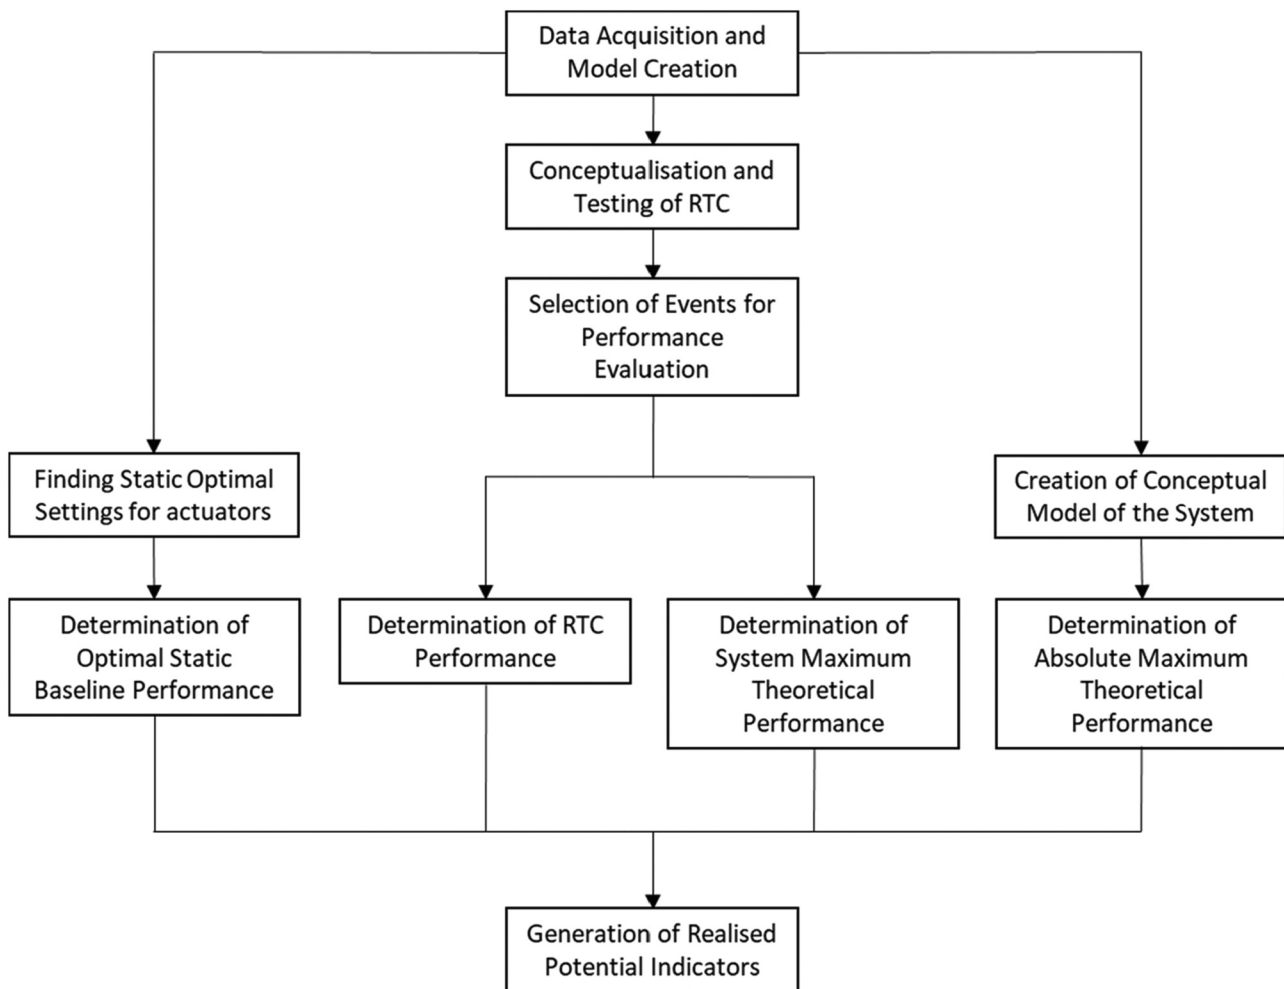 Data Acquisition and
Model Creation
Conceptualisation and
Testing of RTC
Selection of Events for
Performance
Evaluation
Finding Static Optimal
Settings for actuators
Creation of Conceptual
Model of the System
Determination of
Optimal Static
Baseline Performance
Determination of RTC
Performance
Determination of
System Maximum
Theoretical
Performance
Determination of
Absolute Maximum
Theoretical
Performance
Generation of Realised
Potential Indicators